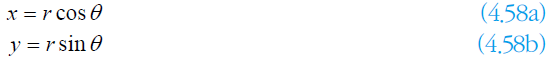 x = r cos θ (4.58a)
y = r sin θ (4.58b)